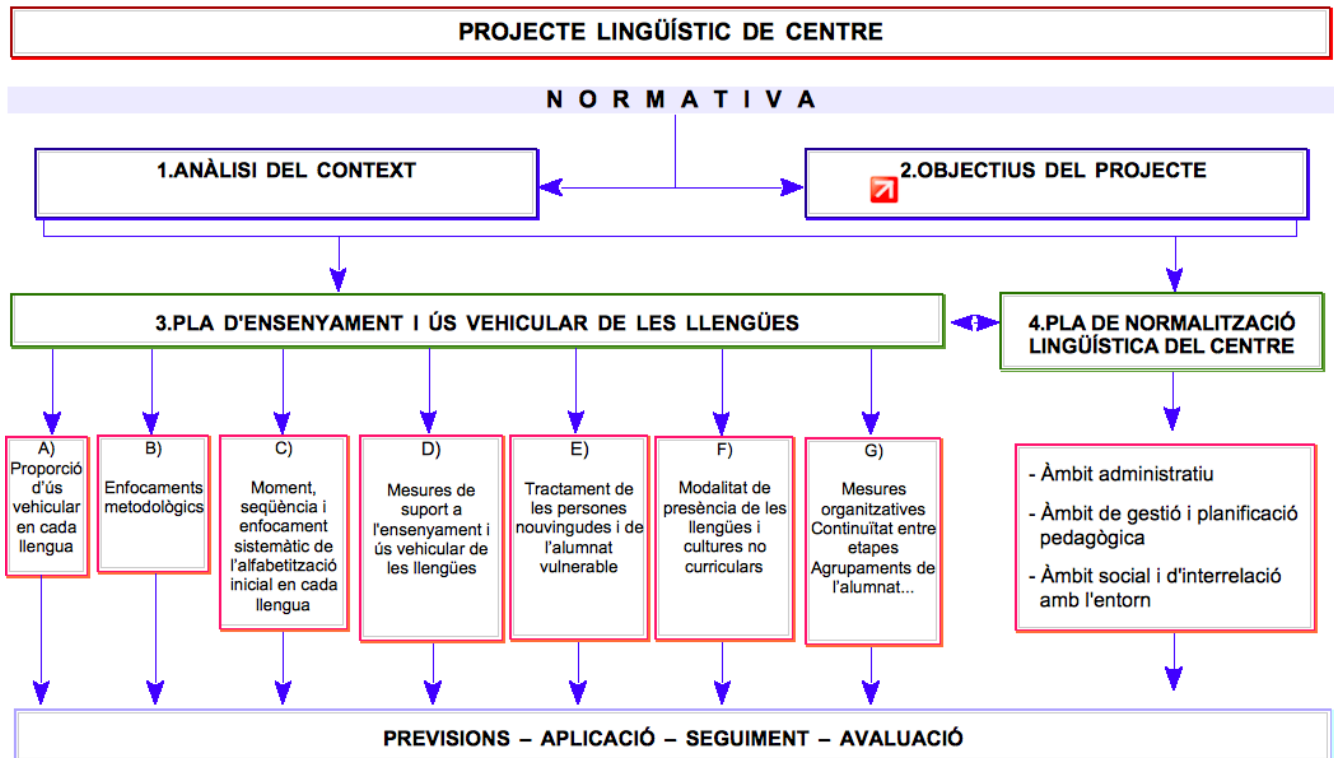 PROJECTE LINGÜÍSTIC DE CENTRE
N O R M A T I V A
1.ANÀLISI DEL CONTEXT
2.OBJECTIUS DEL PROJECTE
3.PLA D'ENSENYAMENT I ÚS VEHICULAR DE LES LLENGÜES
4.PLA DE NORMALITZACIÓ
LINGÜÍSTICA DEL CENTRE
A)
Proporció
d'ús
vehicular
en cada
llengua
B)
Enfocaments
metodològics
C)
Moment,
seqüència i
enfocament
sistemàtic de
l'alfabetització
inicial en cada
llengua
D)
Mesures de
suport a
l'ensenyament i
ús vehicular de
les llengües
E)
Tractament de
les persones
nouvingudes i de
l'alumnat
vulnerable
F)
Modalitat de
presència de les
llengües i
cultures no
curriculars
G)
Mesures
organitzatives
Continuïtat entre
etapes
Agrupaments de
l'alumnat...
- Àmbit administratiu
- Àmbit de gestió i planificació
pedagògica
- Àmbit social i d'interrelació
amb l'entorn
PREVISIONS – APLICACIÓ – SEGUIMENT – AVALUACIÓ